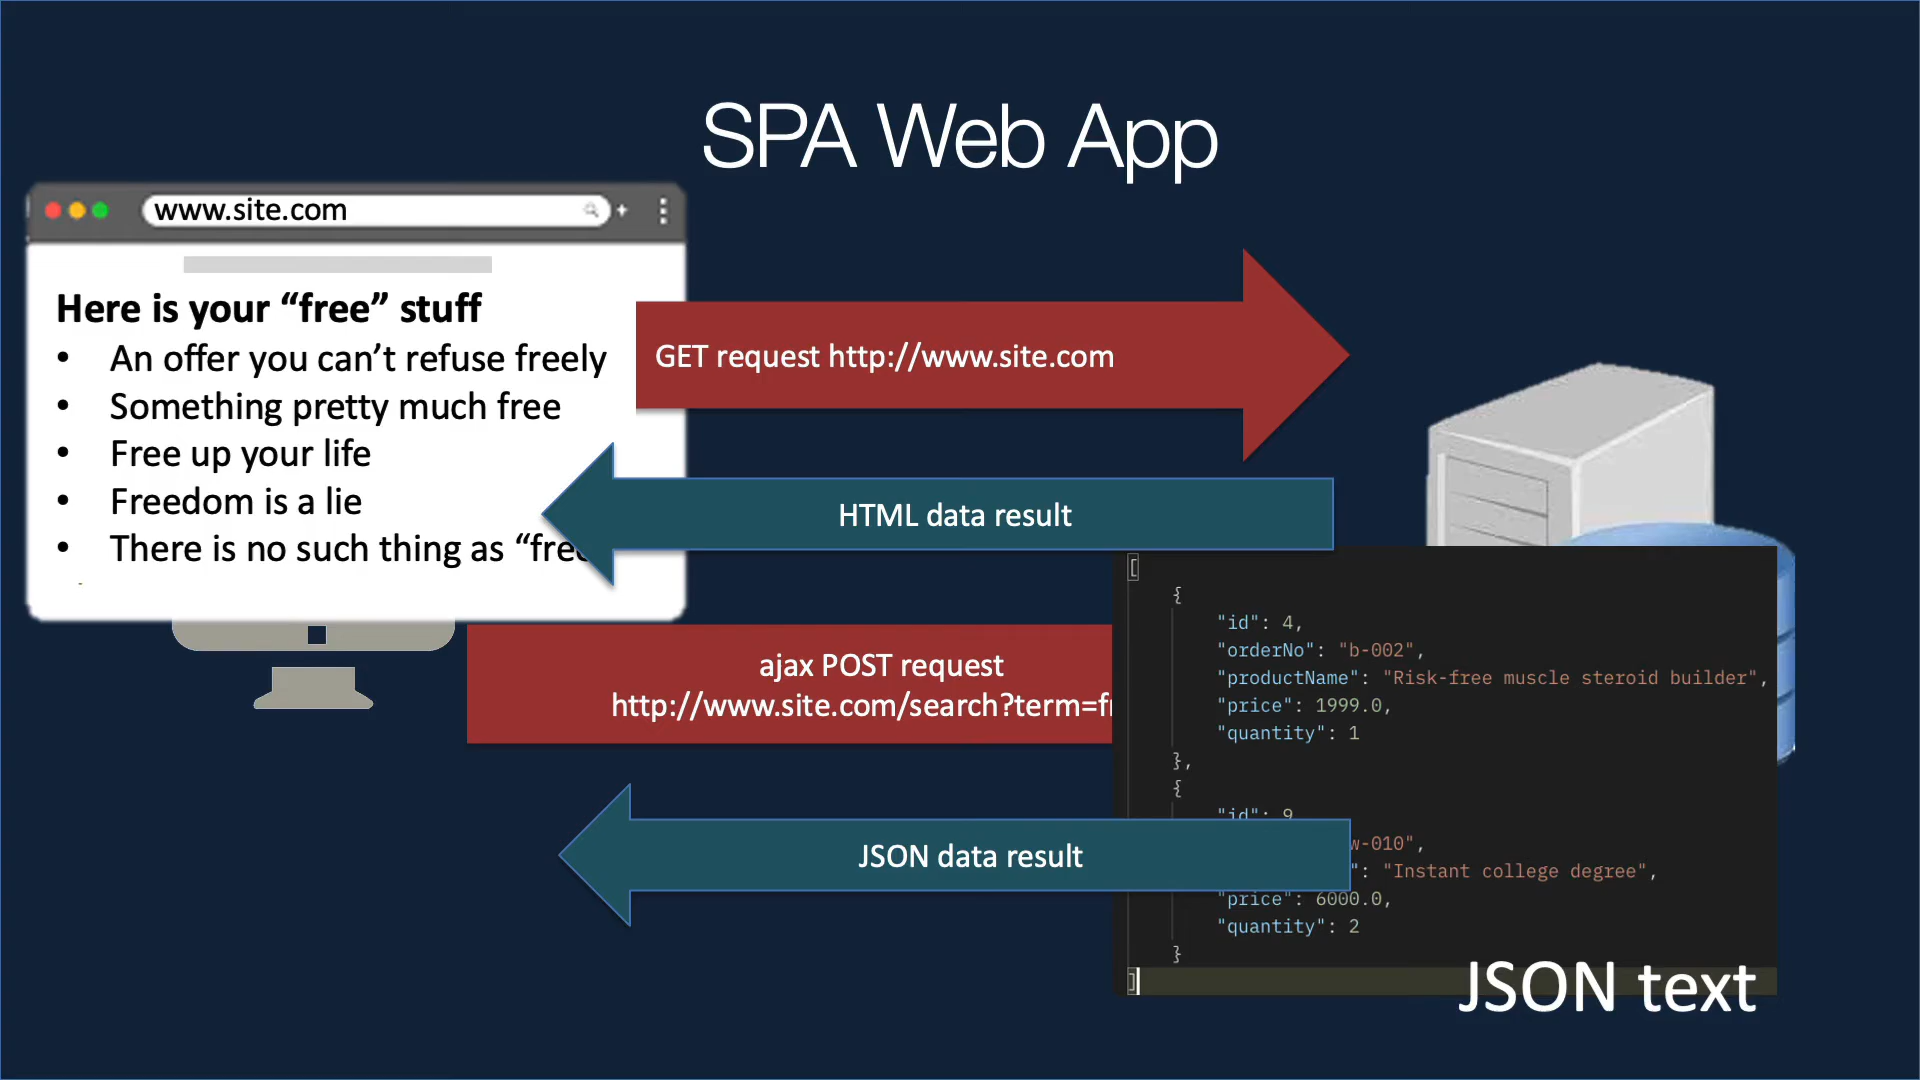 SPA Web App
www.site.com
Here is your “free” stuff
• An offer you can’t refuse freely
• Something pretty much free
• Free up your life
• Freedom is a lie
• There is no such thing as “free
GET request http://www.site.com
HTML data result
ajax POST request
http://www.site.com/search?term=fr
JSON data result
[
{
"id": 4,
"orderNo": "b-002",
"productName": "Risk-free muscle steroid builder",
"price": 1999.0,
"quantity": 1
},
{
"id": 9
w-010",
": "Instant college degree",
"price": 6000.0,
"quantity": 2
}
]
JSON text